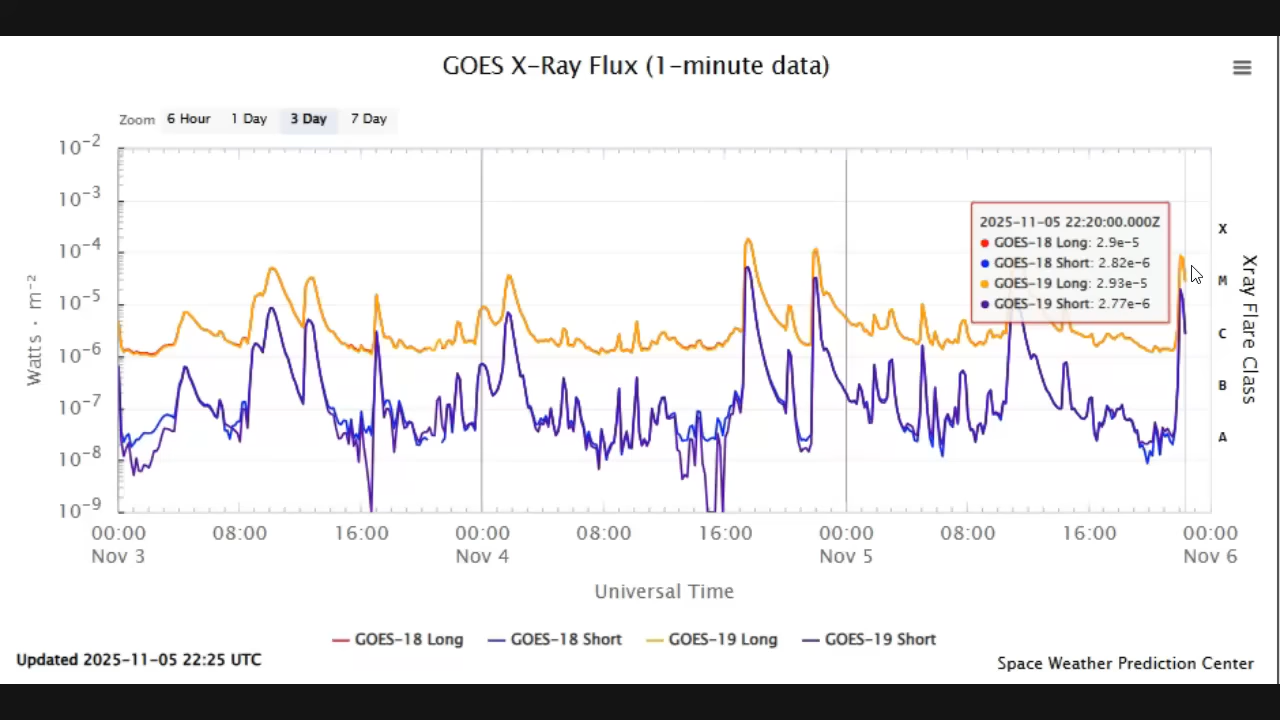 GOES X-Ray Flux (1-minute data)
Zoom 6 Hour 1 Day 3 Day 7 Day
10⁻²
10⁻³
10⁻⁴
10⁻⁵
10⁻⁶
10⁻⁷
10⁻⁸
10⁻⁹
Watts · m⁻²
2025-11-05 22:20:00.000Z
GOES-18 Long: 2.9e-5
GOES-18 Short: 2.82e-6
GOES-19 Long: 2.93e-5
GOES-19 Short: 2.77e-6
X
M
C
B
A
Xray Flare Class
00:00 08:00 16:00 00:00 08:00 16:00 00:00 08:00 16:00 00:00
Nov 3 Nov 4 Nov 5 Nov 6
Universal Time
GOES-18 Long GOES-18 Short GOES-19 Long GOES-19 Short
Updated 2025-11-05 22:25 UTC
Space Weather Prediction Center